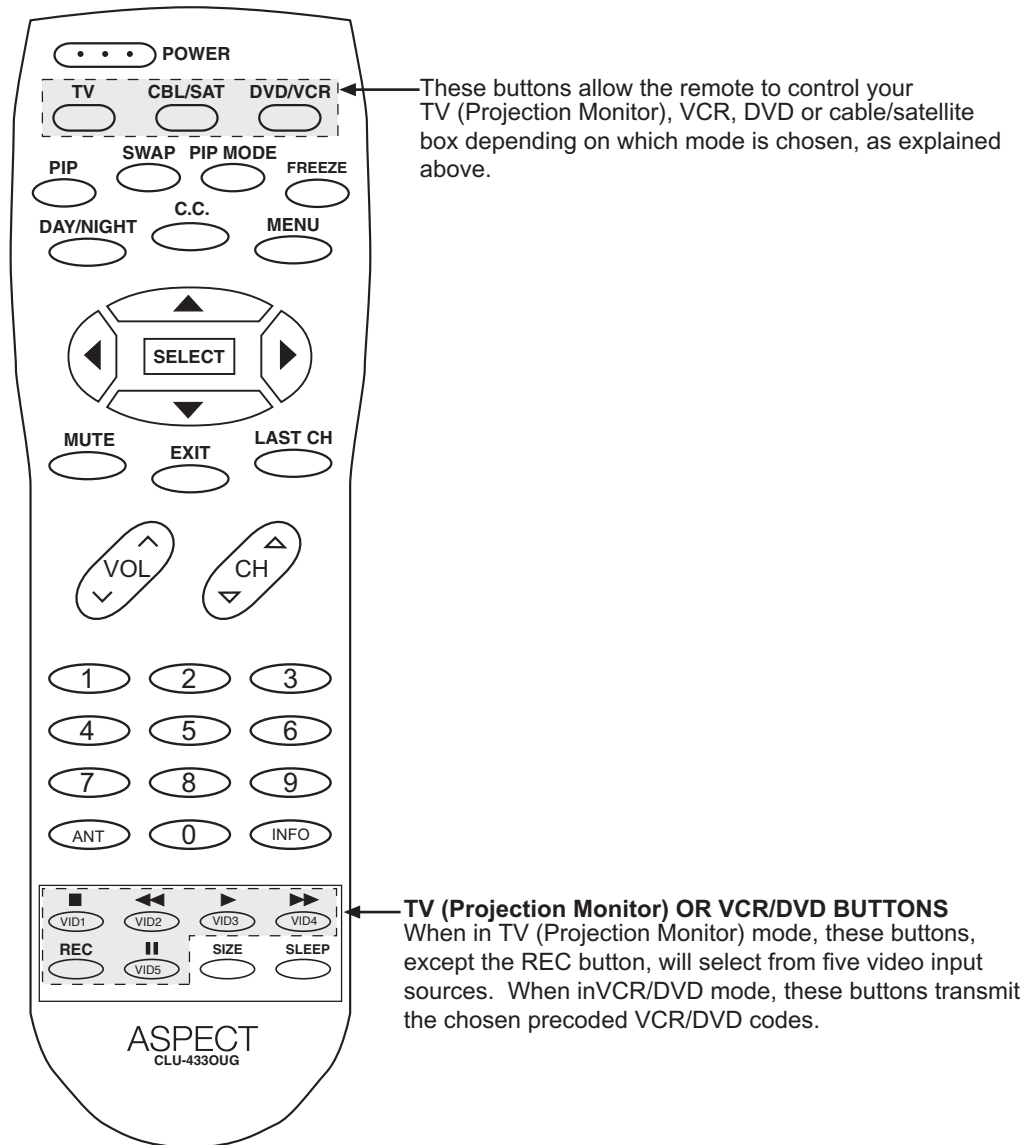 POWER
TV CBL/SAT DVD/VCR
These buttons allow the remote to control your
TV (Projection Monitor), VCR, DVD or cable/satellite
box depending on which mode is chosen, as explained
above.
PIP SWAP PIP MODE FREEZE
DAY/NIGHT C.C. MENU
SELECT
MUTE EXIT LAST CH
VOL CH
1 2 3
4 5 6
7 8 9
ANT 0 INFO
VID1 VID2 VID3 VID4
REC VID5 SIZE SLEEP
TV (Projection Monitor) OR VCR/DVD BUTTONS
When in TV (Projection Monitor) mode, these buttons,
except the REC button, will select from five video input
sources. When inVCR/DVD mode, these buttons transmit
the chosen precoded VCR/DVD codes.
ASPECT
CLU-433OUG